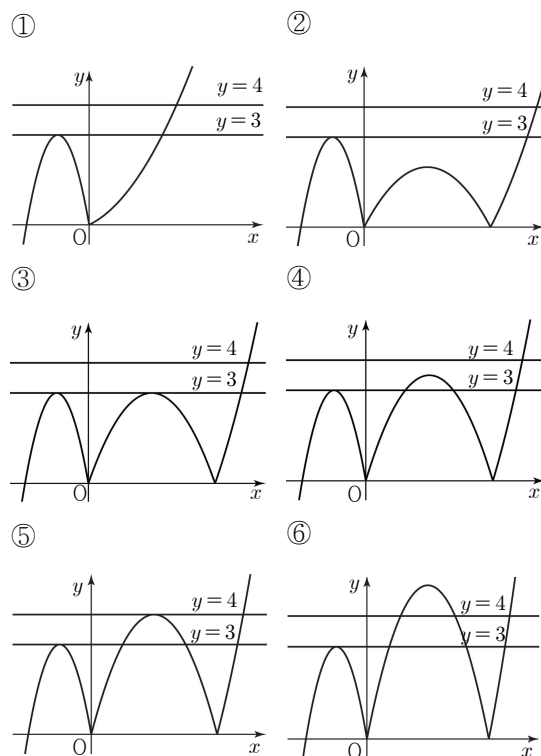 ① ②
y y
y = 4 y = 4
y = 3 y = 3
O x O x
③ ④
y y
y = 4 y = 4
y = 3 y = 3
O x O x
⑤ ⑥
y y
y = 4 y = 4
y = 3 y = 3
O x O x